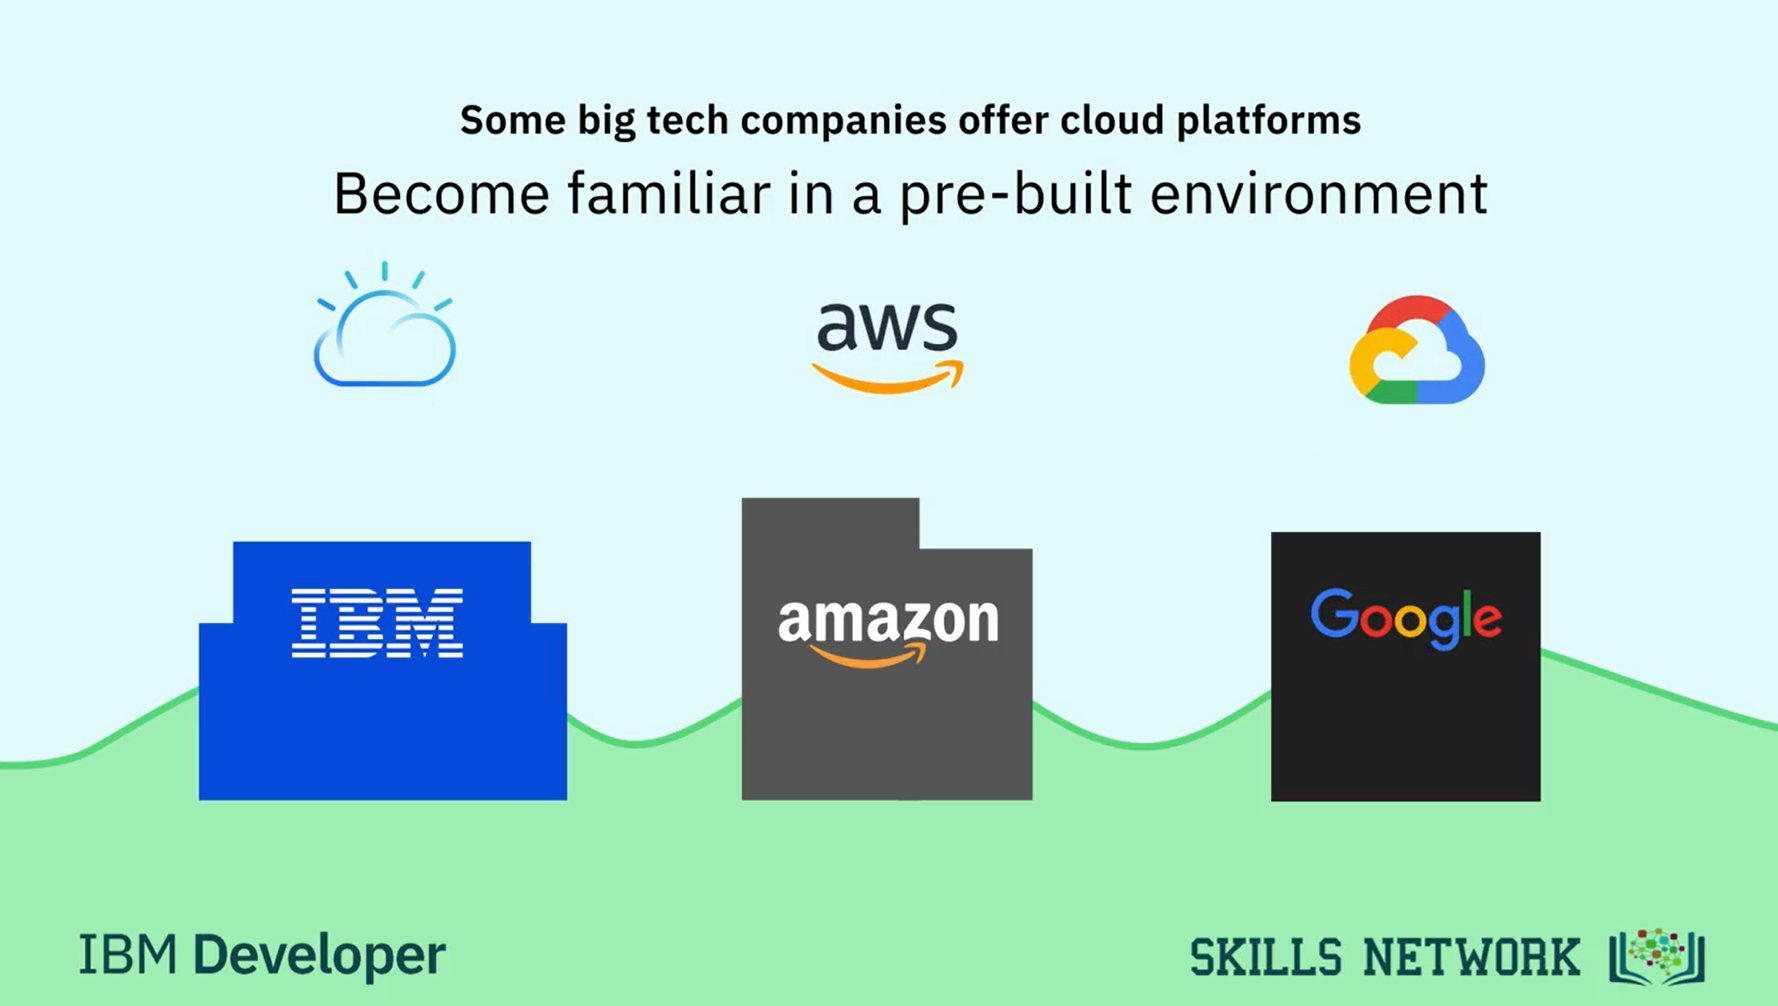 Some big tech companies offer cloud platforms
Become familiar in a pre-built environment
aws
IBM
amazon
Google
IBM Developer
SKILLS NETWORK